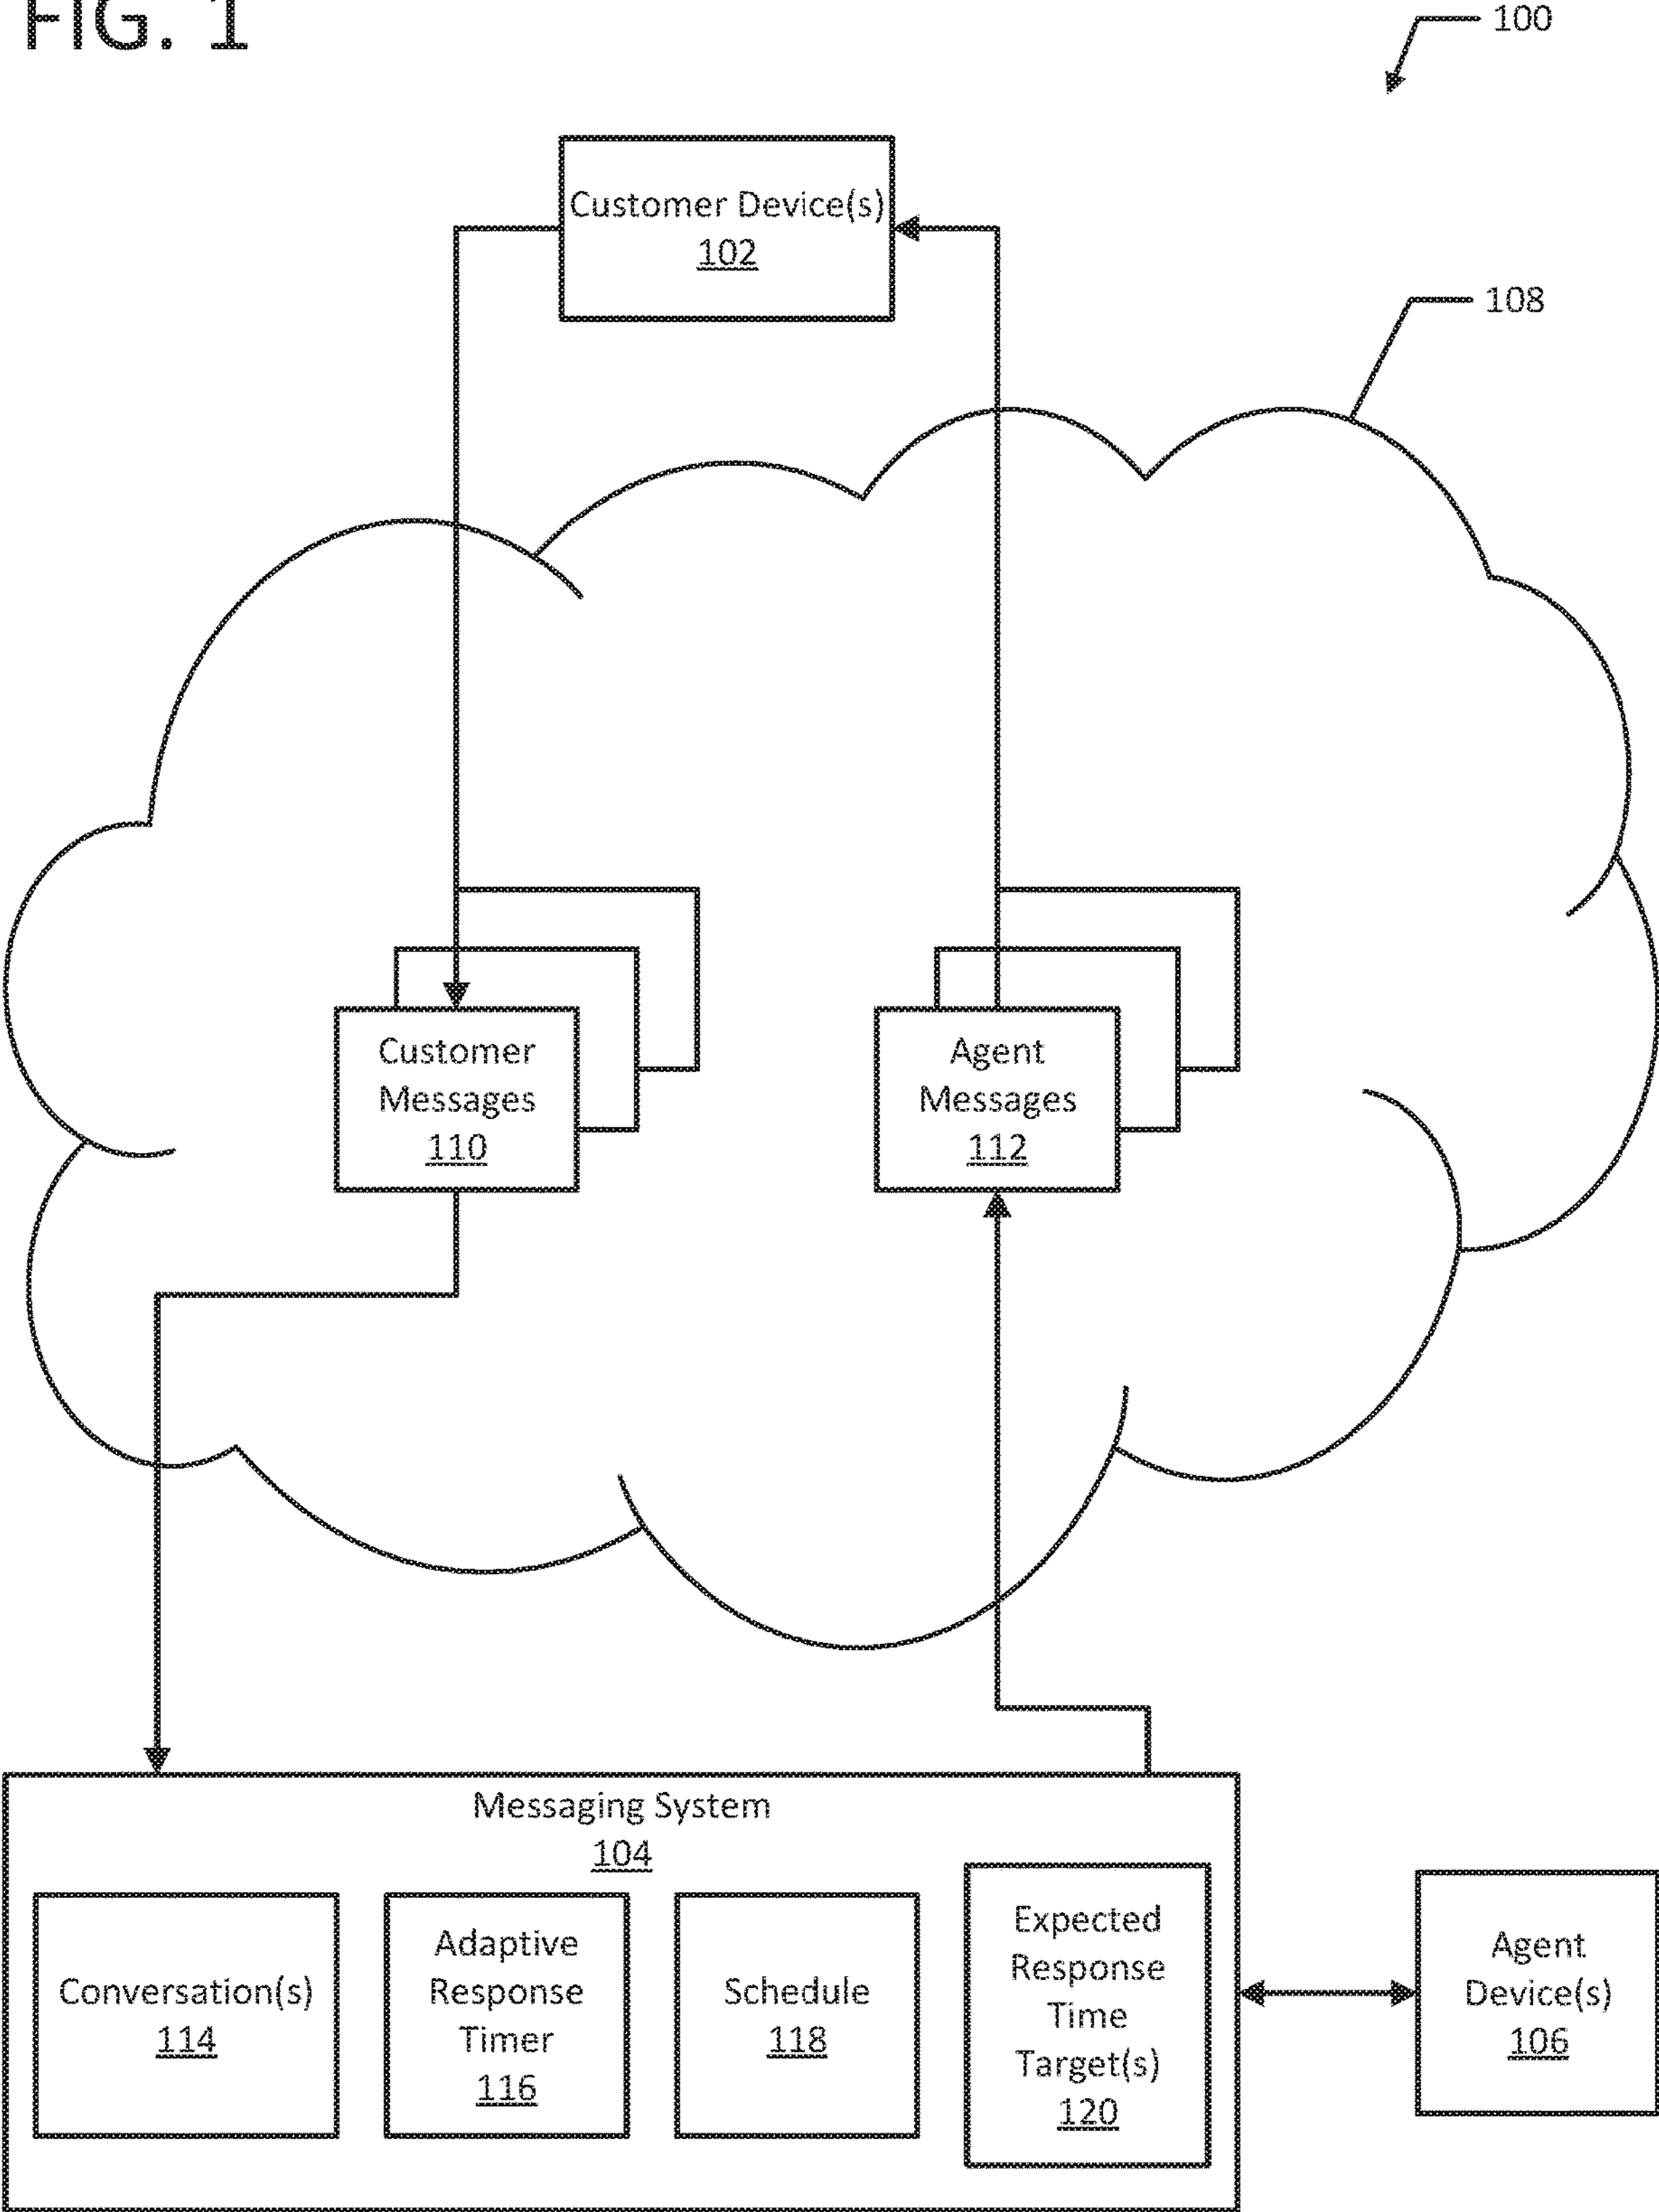 FIG. 1
100
Customer Device(s)
102
108
Customer
Messages
110
Agent
Messages
112
Messaging System
104
Conversation(s)
114
Adaptive
Response
Timer
116
Schedule
118
Expected
Response
Time
Target(s)
120
Agent
Device(s)
106